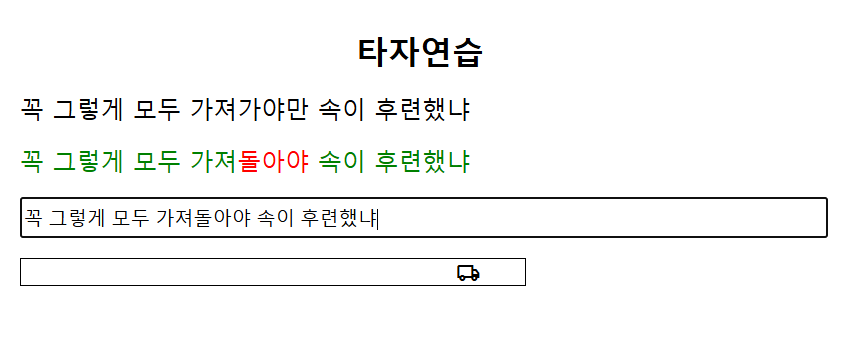 타자연습
꼭 그렇게 모두 가져가야만 속이 후련했냐
꼭 그렇게 모두 가져돌아야 속이 후련했냐
꼭 그렇게 모두 가져돌아야 속이 후련했냐